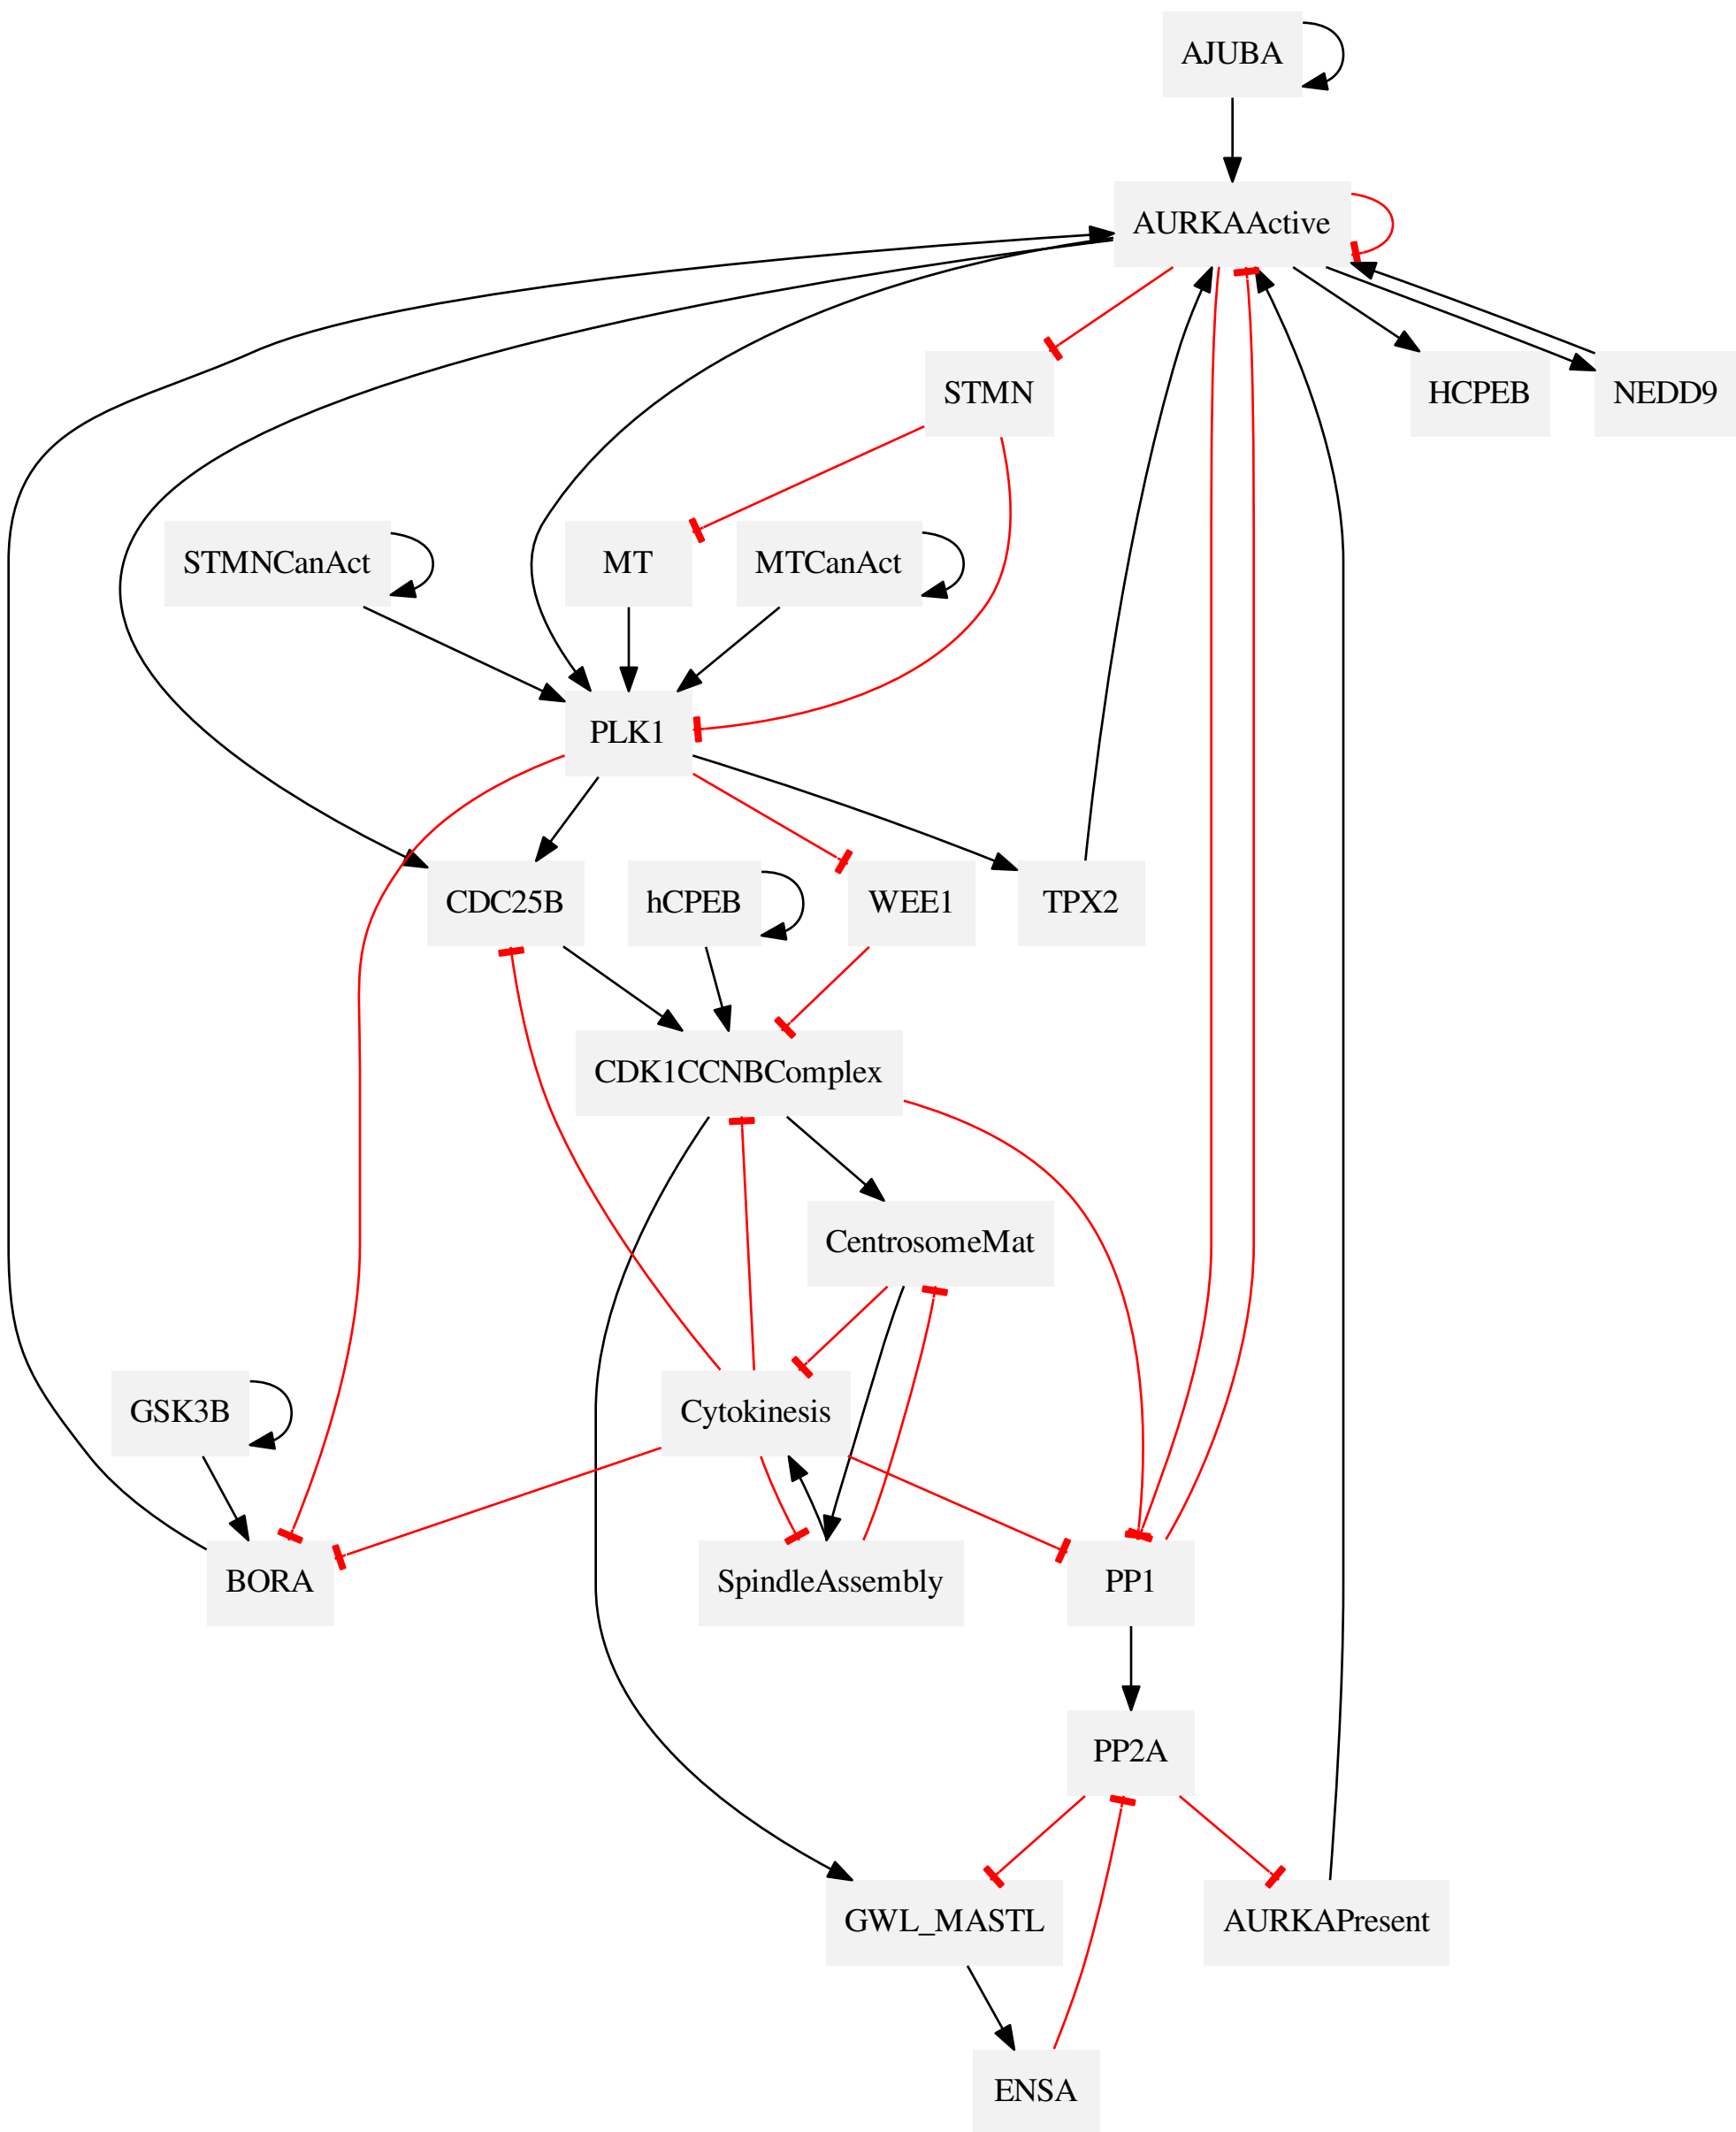 AJUBA
AURKAActive
STMN
HCPEB
NEDD9
STMNCanAct
MT
MTCanAct
PLK1
CDC25B
hCPEB
WEE1
TPX2
CDK1CCNBComplex
CentrosomeMat
GSK3B
Cytokinesis
BORA
SpindleAssembly
PP1
PP2A
GWL_MASTL
AURKAPresent
ENSA